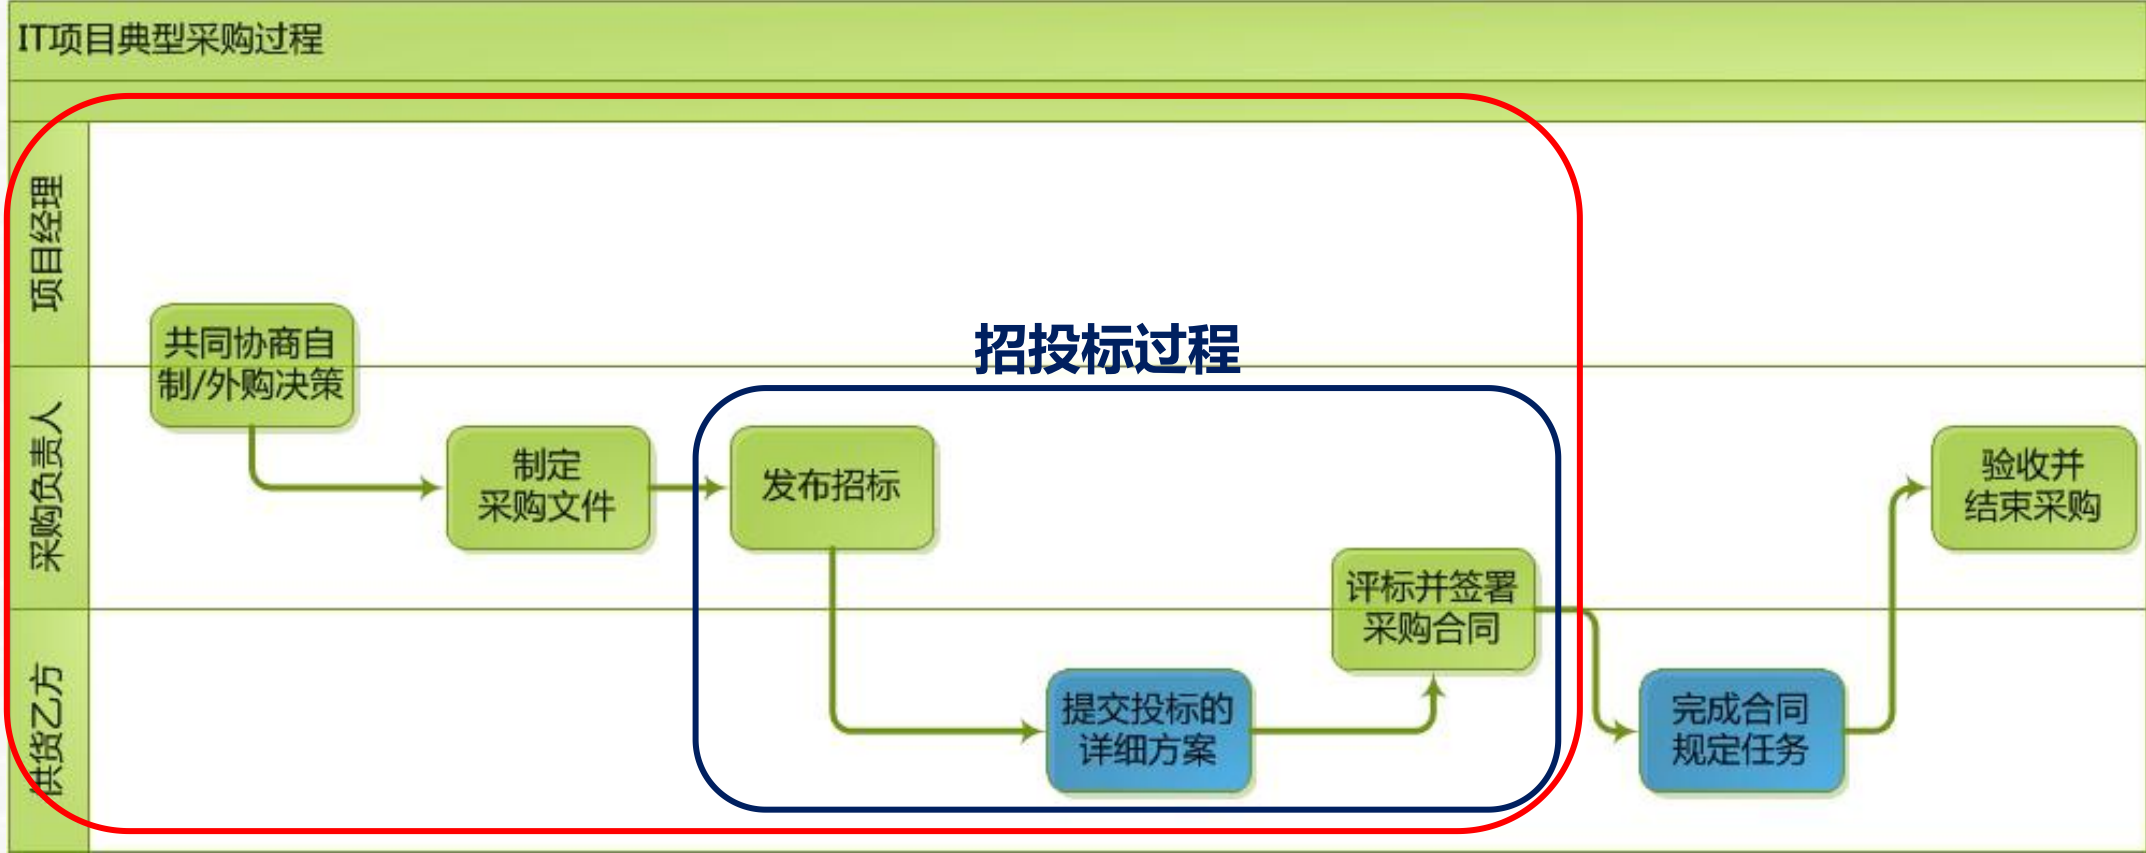 IT项目典型采购过程
项目经理
共同协商自
制/外购决策
招投标过程
采购负责人
制定
采购文件
发布招标
评标并签署
采购合同
验收并
结束采购
供货乙方
提交投标的
详细方案
完成合同
规定任务